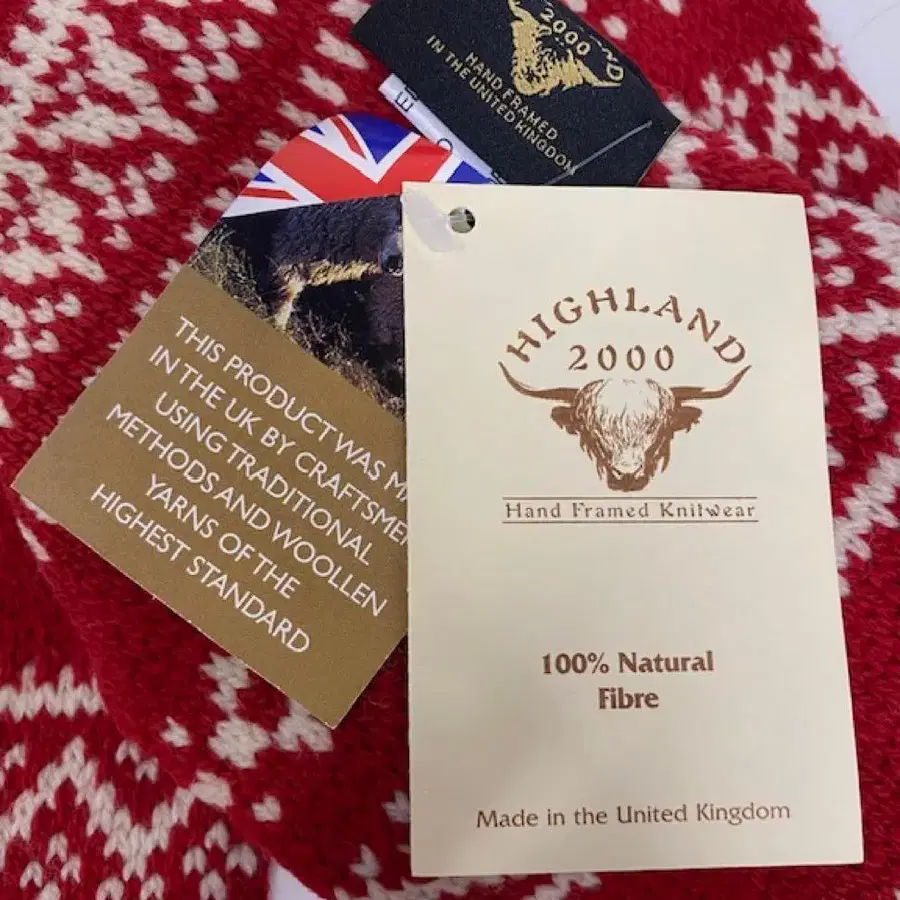 2000
HAND FRAMED
IN THE UNITED KINGDOM
THIS PRODUCT WAS
IN THE UK BY
USING TRADITIONAL
METHODS AND WOOLLEN
YARNS OF THE
HIGHEST STANDARD
HIGHLAND
2000
Hand Framed Knitwear
100% Natural
Fibre
Made in the United Kingdom